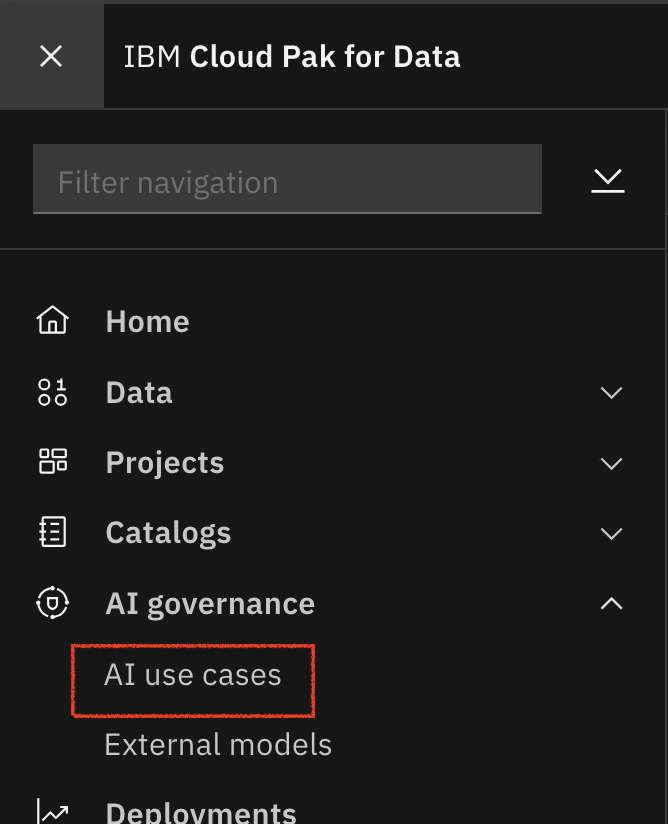 IBM Cloud Pak for Data
Filter navigation
Home
Data
Projects
Catalogs
AI governance
AI use cases
External models
Deployments